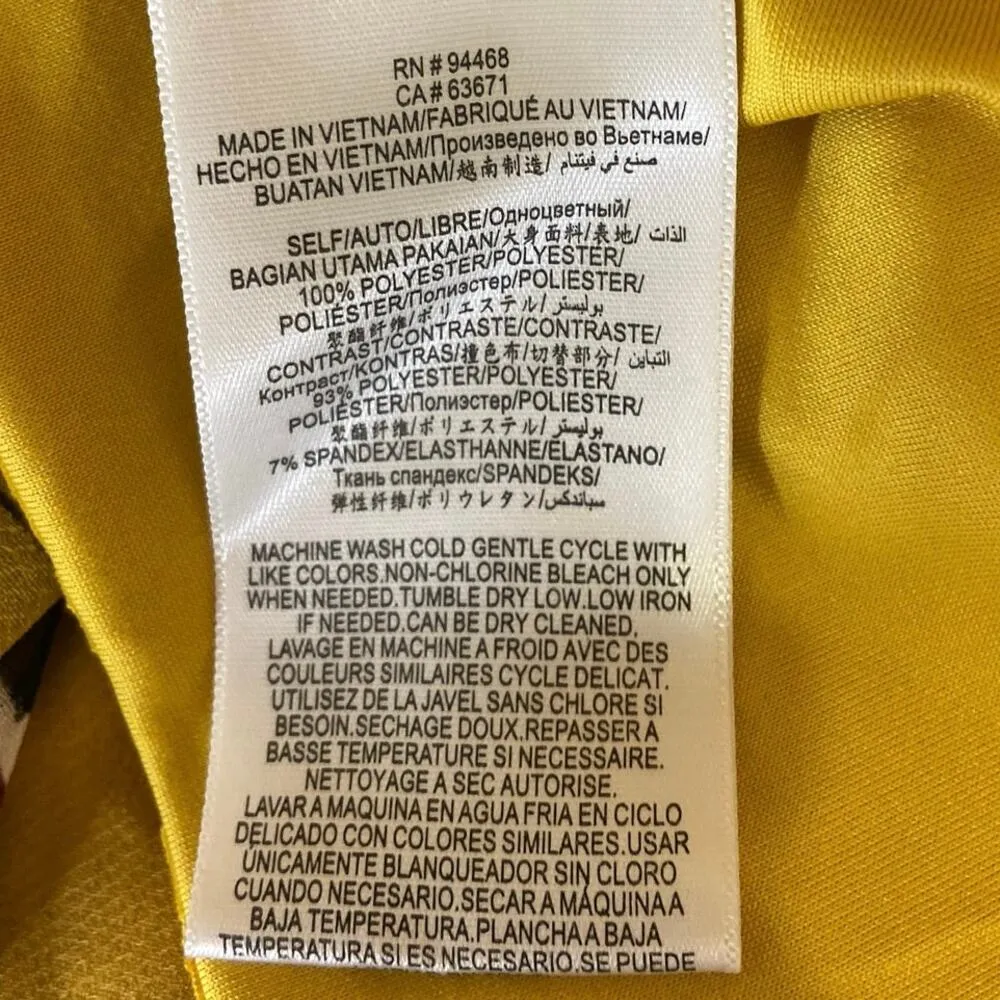 RN # 94468
CA # 63671
MADE IN VIETNAM/FABRIQUÉ AU VIETNAM/
HECHO EN VIETNAM/Произведено во Вьетнаме/
BUATAN VIETNAM/越南制造/ صنع في فيتنام
SELF/AUTO/LIBRE/Одноцветный/
BAGIAN UTAMA PAKAIAN/大身面料/表地/ الذات
100% POLYESTER/POLYESTER/
POLIÉSTER/Полиэстер/POLIESTER/
聚酯纤维/ポリエステル/ بوليستر
CONTRAST/CONTRASTE/CONTRASTE/
Контраст/KONTRAS/撞色布/切替部分/ التباين
93% POLYESTER/POLYESTER/
POLIÉSTER/Полиэстер/POLIESTER/
聚酯纤维/ポリエステル/ بوليستر
7% SPANDEX/ELASTHANNE/ELASTANO/
Ткань спандекс/SPANDEKS/
弹性纤维/ポリウレタン/سباندكس
MACHINE WASH COLD GENTLE CYCLE WITH
LIKE COLORS.NON-CHLORINE BLEACH ONLY
WHEN NEEDED.TUMBLE DRY LOW.LOW IRON
IF NEEDED.CAN BE DRY CLEANED.
LAVAGE EN MACHINE A FROID AVEC DES
COULEURS SIMILAIRES CYCLE DELICAT.
UTILISEZ DE LA JAVEL SANS CHLORE SI
BESOIN.SECHAGE DOUX.REPASSER A
BASSE TEMPERATURE SI NECESSAIRE.
NETTOYAGE A SEC AUTORISE.
LAVAR A MAQUINA EN AGUA FRIA EN CICLO
DELICADO CON COLORES SIMILARES.USAR
ÚNICAMENTE BLANQUEADOR SIN CLORO
CUANDO NECESARIO.SECAR A MÁQUINA A
BAJA TEMPERATURA.PLANCHA A BAJA
TEMPERATURA SI ES NECESARIO.SE PUEDE